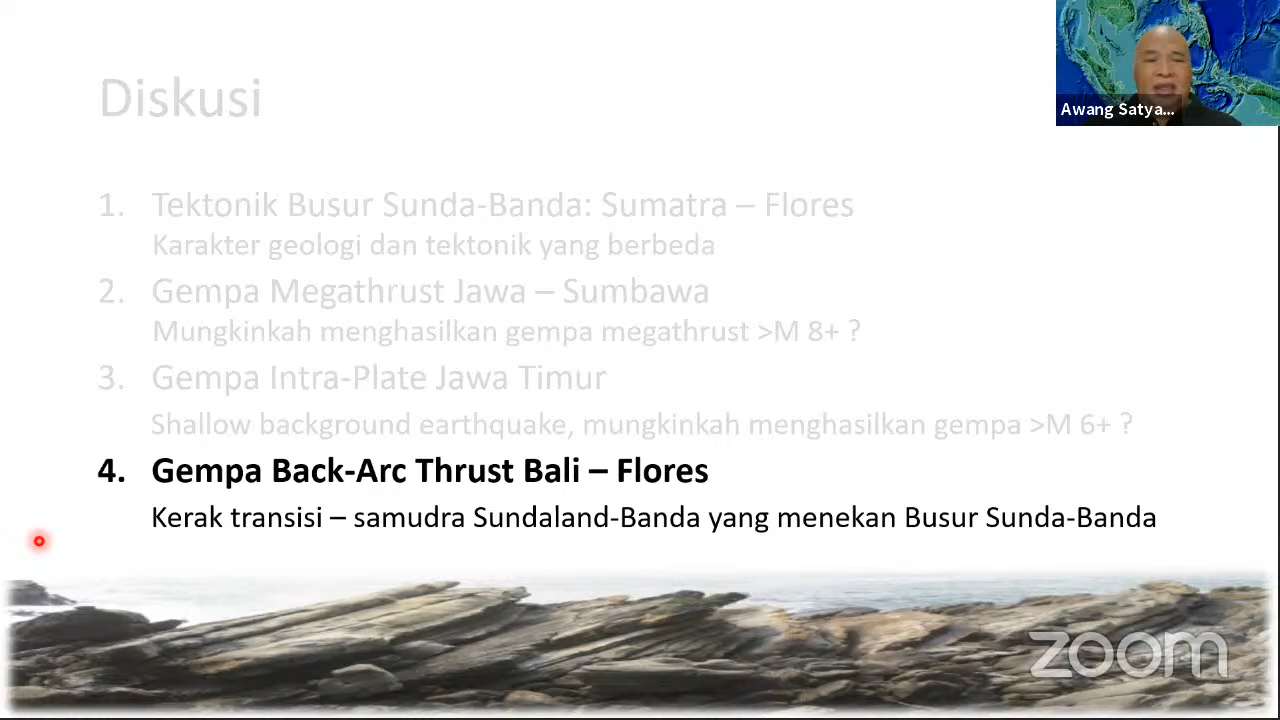 Diskusi
Awang Satya...
1. Tektonik Busur Sunda-Banda: Sumatra – Flores
Karakter geologi dan tektonik yang berbeda
2. Gempa Megathrust Jawa – Sumbawa
Mungkinkah menghasilkan gempa megathrust >M 8+ ?
3. Gempa Intra-Plate Jawa Timur
Shallow background earthquake, mungkinkah menghasilkan gempa >M 6+ ?
4. Gempa Back-Arc Thrust Bali – Flores
Kerak transisi – samudra Sundaland-Banda yang menekan Busur Sunda-Banda
zoom